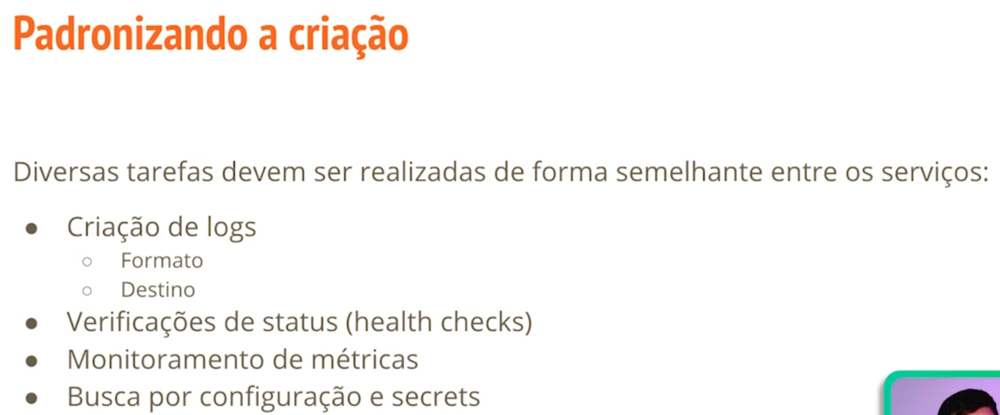 Padronizando a criação
Diversas tarefas devem ser realizadas de forma semelhante entre os serviços:
● Criação de logs
○ Formato
○ Destino
● Verificações de status (health checks)
● Monitoramento de métricas
● Busca por configuração e secrets